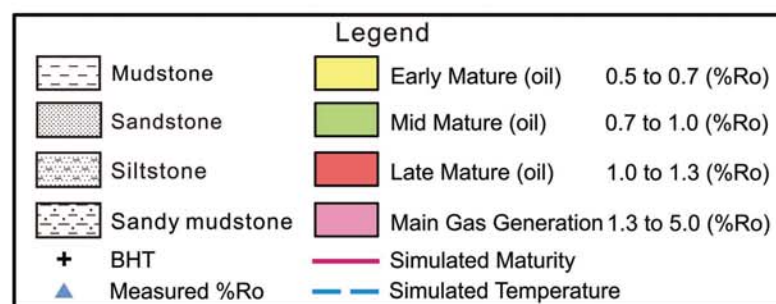 Legend
Mudstone
Early Mature (oil) 0.5 to 0.7 (%Ro)
Sandstone
Mid Mature (oil) 0.7 to 1.0 (%Ro)
Siltstone
Late Mature (oil) 1.0 to 1.3 (%Ro)
Sandy mudstone
Main Gas Generation 1.3 to 5.0 (%Ro)
BHT
Simulated Maturity
Measured %Ro
Simulated Temperature